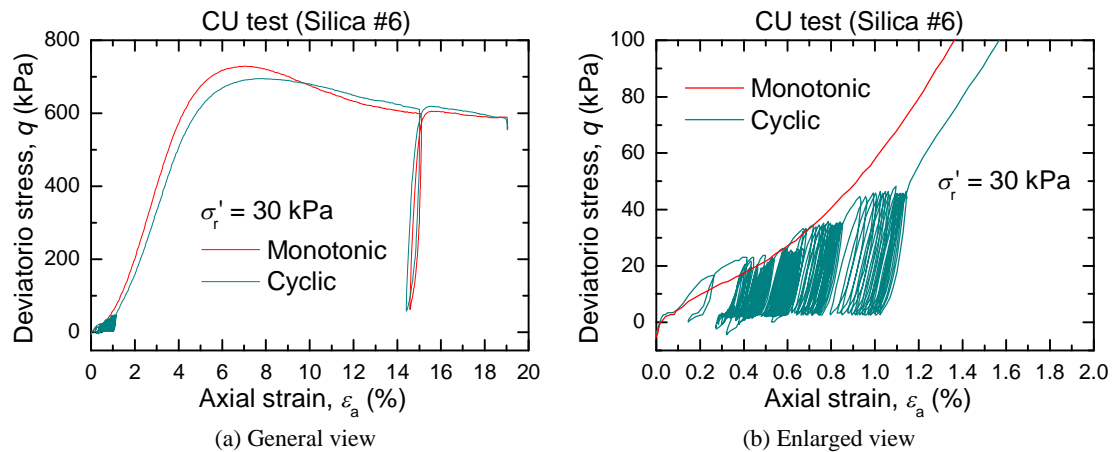 CU test (Silica #6)
800
600
400
200
0
Deviatorio stress, q (kPa)
σr' = 30 kPa
Monotonic
Cyclic
0 2 4 6 8 10 12 14 16 18 20
Axial strain, εa (%)
(a) General view
CU test (Silica #6)
100
80
60
40
20
0
Deviatorio stress, q (kPa)
Monotonic
Cyclic
σr' = 30 kPa
0.0 0.2 0.4 0.6 0.8 1.0 1.2 1.4 1.6 1.8 2.0
Axial strain, εa (%)
(b) Enlarged view